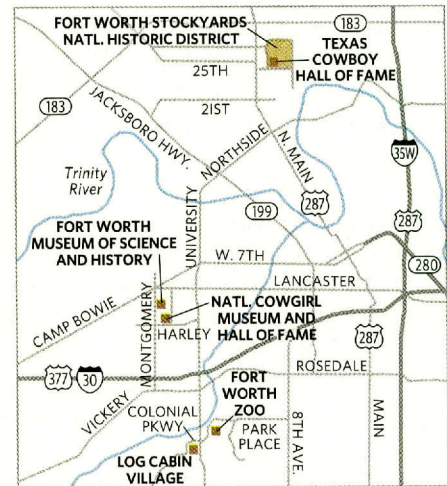 FORT WORTH STOCKYARDS
NATL. HISTORIC DISTRICT
183
TEXAS
COWBOY
HALL OF FAME
25TH
183
JACKSBORO HWY.
21ST
NORTHSIDE
N. MAIN
35W
Trinity
River
UNIVERSITY
287
199
287
FORT WORTH
MUSEUM OF SCIENCE
AND HISTORY
W. 7TH
280
LANCASTER
CAMP BOWIE
MONTGOMERY
NATL. COWGIRL
MUSEUM AND
HALL OF FAME
HARLEY
287
ROSEDALE
377
30
FORT
WORTH
ZOO
VICKERY
COLONIAL
PKWY
PARK
PLACE
8TH AVE.
MAIN
LOG CABIN
VILLAGE